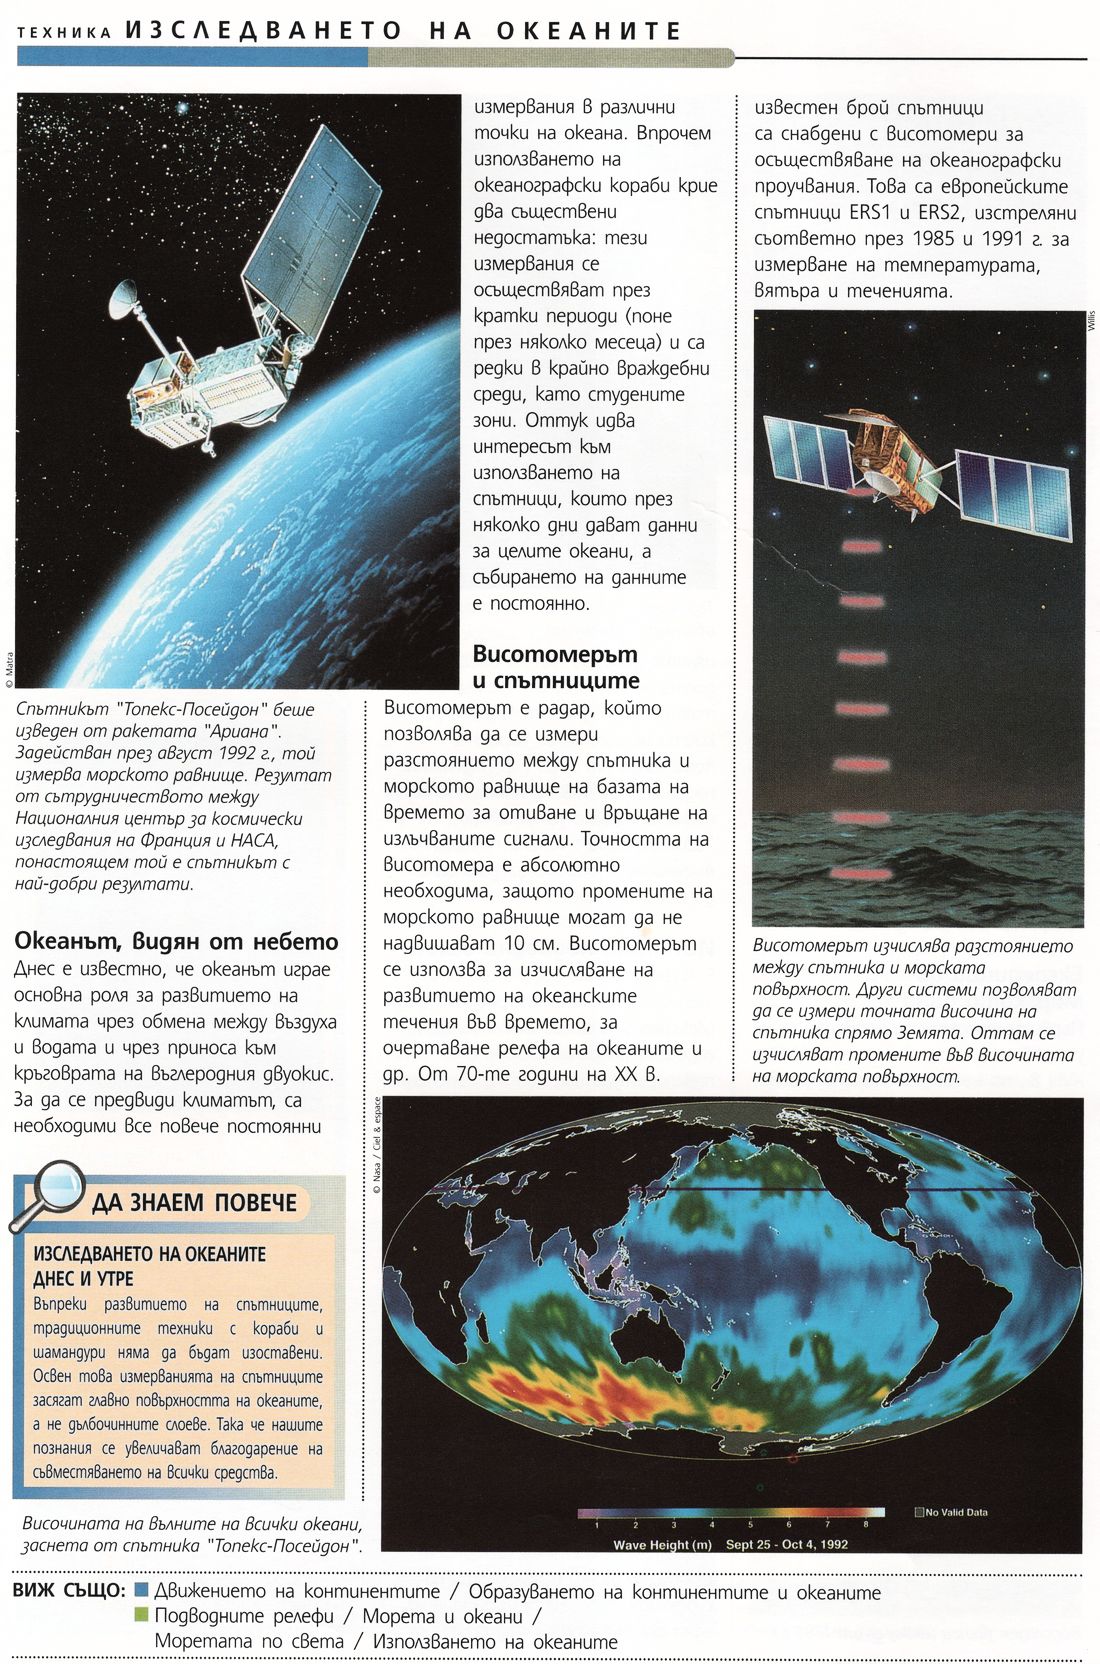 ТЕХНИКА ИЗСЛЕДВАНЕТО НА ОКЕАНИТЕ
© Matra
Спътникът "Топекс-Посейдон" беше
изведен от ракетата "Ариана".
Задействан през август 1992 г., той
измерва морското равнище. Резултат
от сътрудничеството между
Националния център за космически
изследвания на Франция и НАСА,
понастоящем той е спътникът с
най-добри резултати.
Океанът, видян от небето
Днес е известно, че океанът играе
основна роля за развитието на
климата чрез обмена между въздуха
и водата и чрез приноса към
кръговрата на въглеродния двуокис.
За да се предвиди климатът, са
необходими все повече постоянни
измервания в различни
точки на океана. Впрочем
използването на
океанографски кораби крие
два съществени
недостатъка: тези
измервания се
осъществяват през
кратки периоди (поне
през няколко месеца) и са
редки в крайно враждебни
среди, като студените
зони. Оттук идва
интересът към
използването на
спътници, които през
няколко дни дават данни
за целите океани, а
събирането на данните
е постоянно.
Висотомерът
и спътниците
Висотомерът е радар, който
позволява да се измери
разстоянието между спътника и
морското равнище на базата на
времето за отиване и връщане на
излъчваните сигнали. Точността на
висотомера е абсолютно
необходима, защото промените на
морското равнище могат да не
надвишават 10 см. Висотомерът
се използва за изчисляване на
развитието на океанските
течения във времето, за
очертаване релефа на океаните и
др. От 70-те години на XX в.
известен брой спътници
са снабдени с висотомери за
осъществяване на океанографски
проучвания. Това са европейските
спътници ERS1 и ERS2, изстреляни
съответно през 1985 и 1991 г. за
измерване на температурата,
вятъра и теченията.
Willis
Висотомерът изчислява разстоянието
между спътника и морската
повърхност. Други системи позволяват
да се измери точната височина на
спътника спрямо Земята. Оттам се
изчисляват промените във височината
на морската повърхност.
ДА ЗНАЕМ ПОВЕЧЕ
ИЗСЛЕДВАНЕТО НА ОКЕАНИТЕ
ДНЕС И УТРЕ
Въпреки развитието на спътниците,
традиционните техники с кораби и
шамандури няма да бъдат изоставени.
Освен това измерванията на спътниците
засягат главно повърхността на океаните,
а не дълбочинните слоеве. Така че нашите
познания се увеличават благодарение на
съвместяването на всички средства.
© Nasa / Ciel & espace
1 2 3 4 5 6 7 8
No Valid Data
Wave Height (m) Sept 25 - Oct 4, 1992
Височината на вълните на всички океани,
заснета от спътника "Топекс-Посейдон".
ВИЖ СЪЩО: Движението на континентите / Образуването на континентите и океаните
Подводните релефи / Морета и океани /
Моретата по света / Използването на океаните